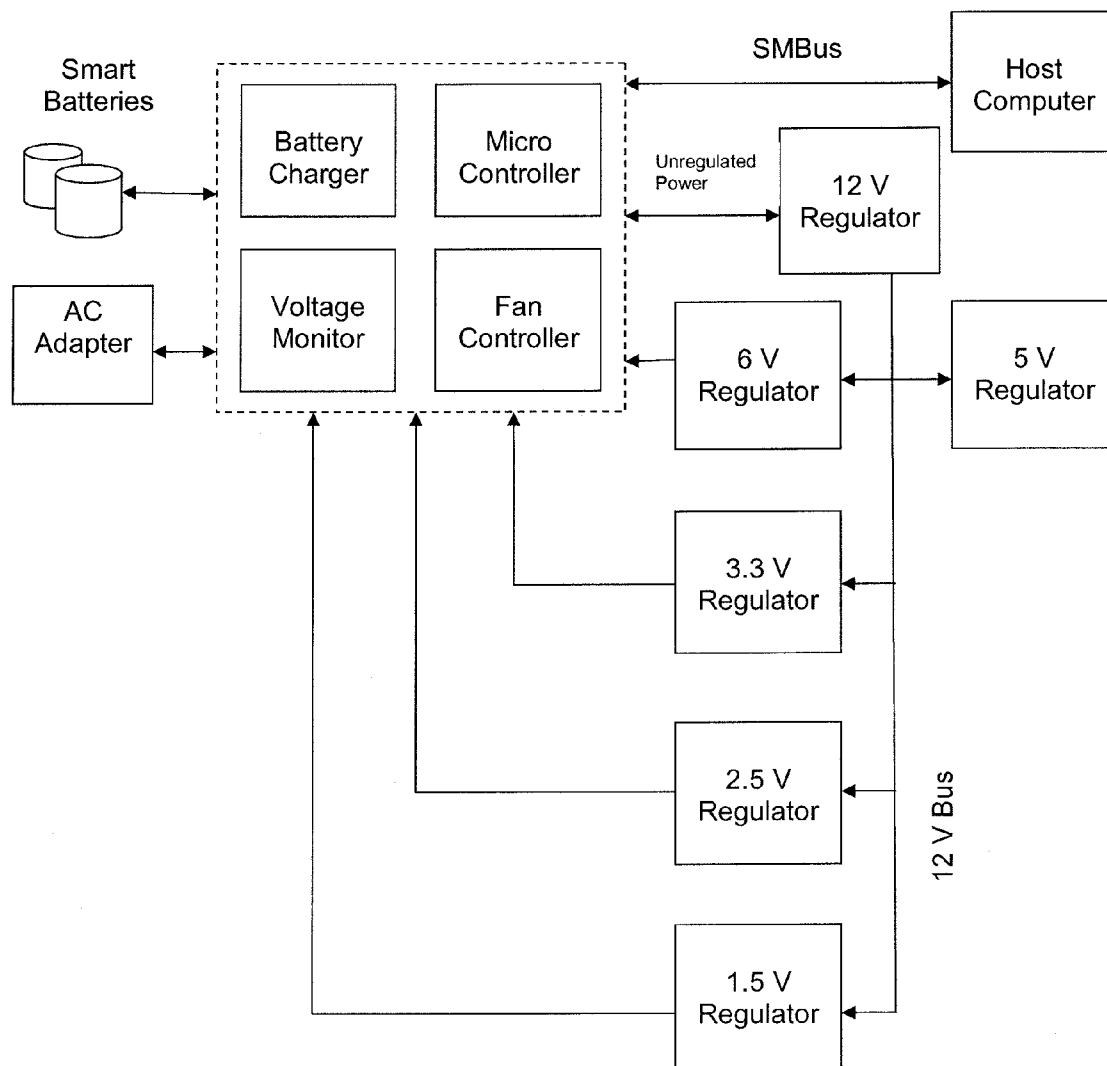 SMBus
Host
Computer
Smart
Batteries
Battery
Charger
Micro
Controller
Unregulated
Power
12 V
Regulator
AC
Adapter
Voltage
Monitor
Fan
Controller
6 V
Regulator
5 V
Regulator
3.3 V
Regulator
2.5 V
Regulator
12 V Bus
1.5 V
Regulator